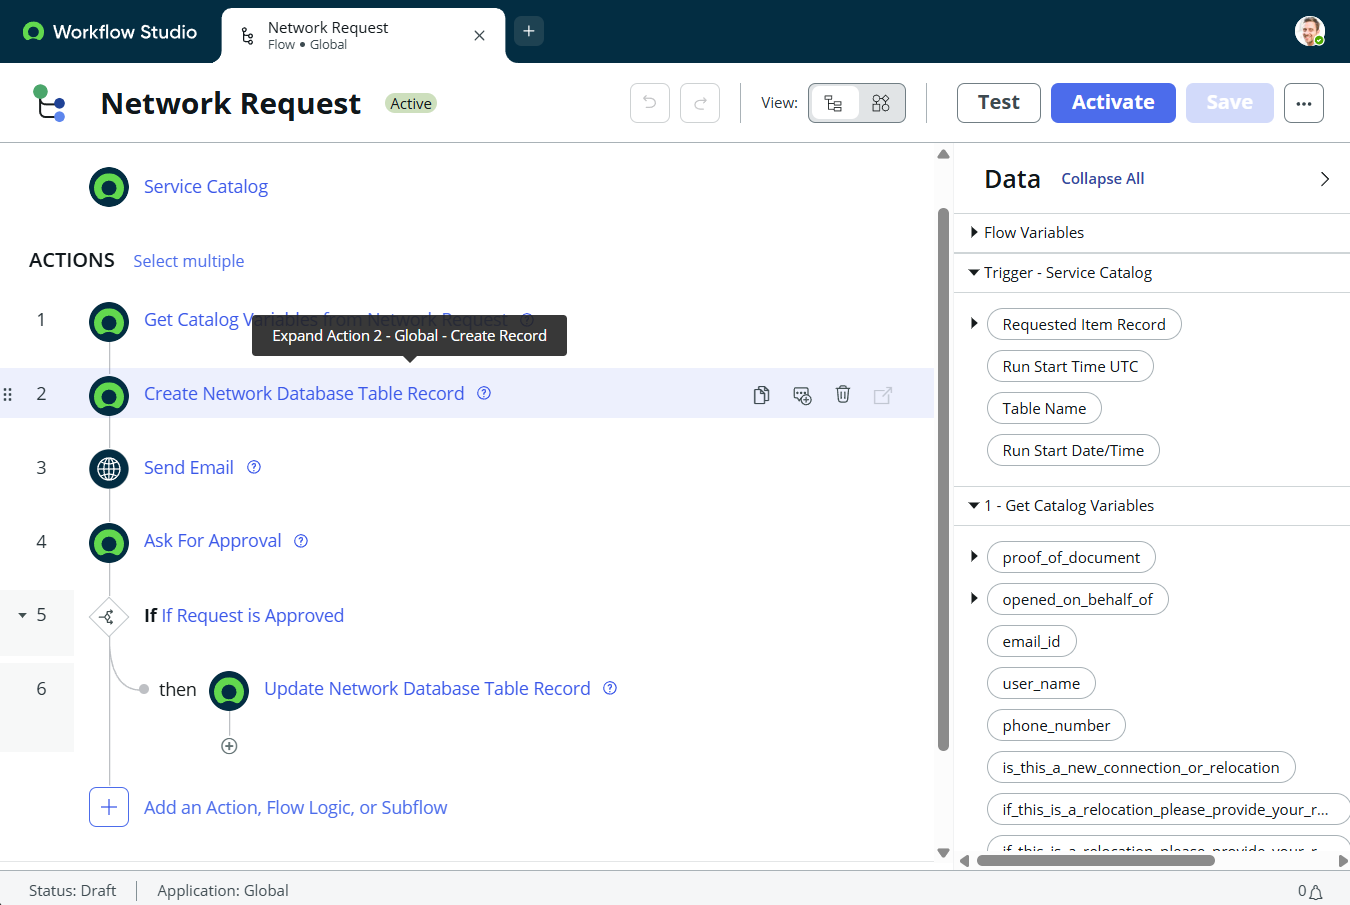 Workflow Studio
Network Request
Flow • Global
Network Request
Active
View:
Test
Activate
Save
Service Catalog
ACTIONS
Select multiple
1
Get Catalog Variables from Network Request
Expand Action 2 - Global - Create Record
2
Create Network Database Table Record
3
Send Email
4
Ask For Approval
5
If If Request is Approved
6
then
Update Network Database Table Record
Add an Action, Flow Logic, or Subflow
Data
Collapse All
Flow Variables
Trigger - Service Catalog
Requested Item Record
Run Start Time UTC
Table Name
Run Start Date/Time
1 - Get Catalog Variables
proof_of_document
opened_on_behalf_of
email_id
user_name
phone_number
is_this_a_new_connection_or_relocation
if_this_is_a_relocation_please_provide_your_r...
if_this_is_a_relocation_please_provide_your_r...
Status: Draft
Application: Global
0